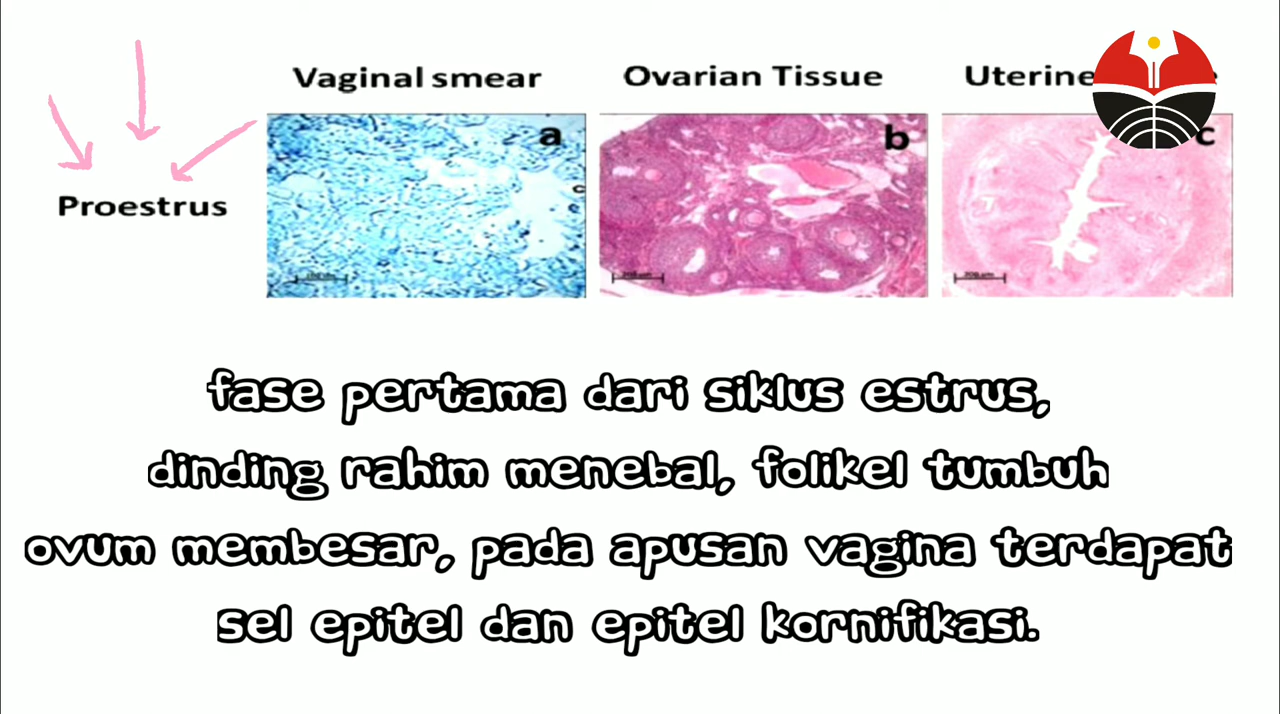 Vaginal smear
Ovarian Tissue
Uterine
a
b
c
Proestrus
fase pertama dari siklus estrus,
dinding rahim menebal, folikel tumbuh
ovum membesar, pada apusan vagina terdapat
sel epitel dan epitel kornifikasi.